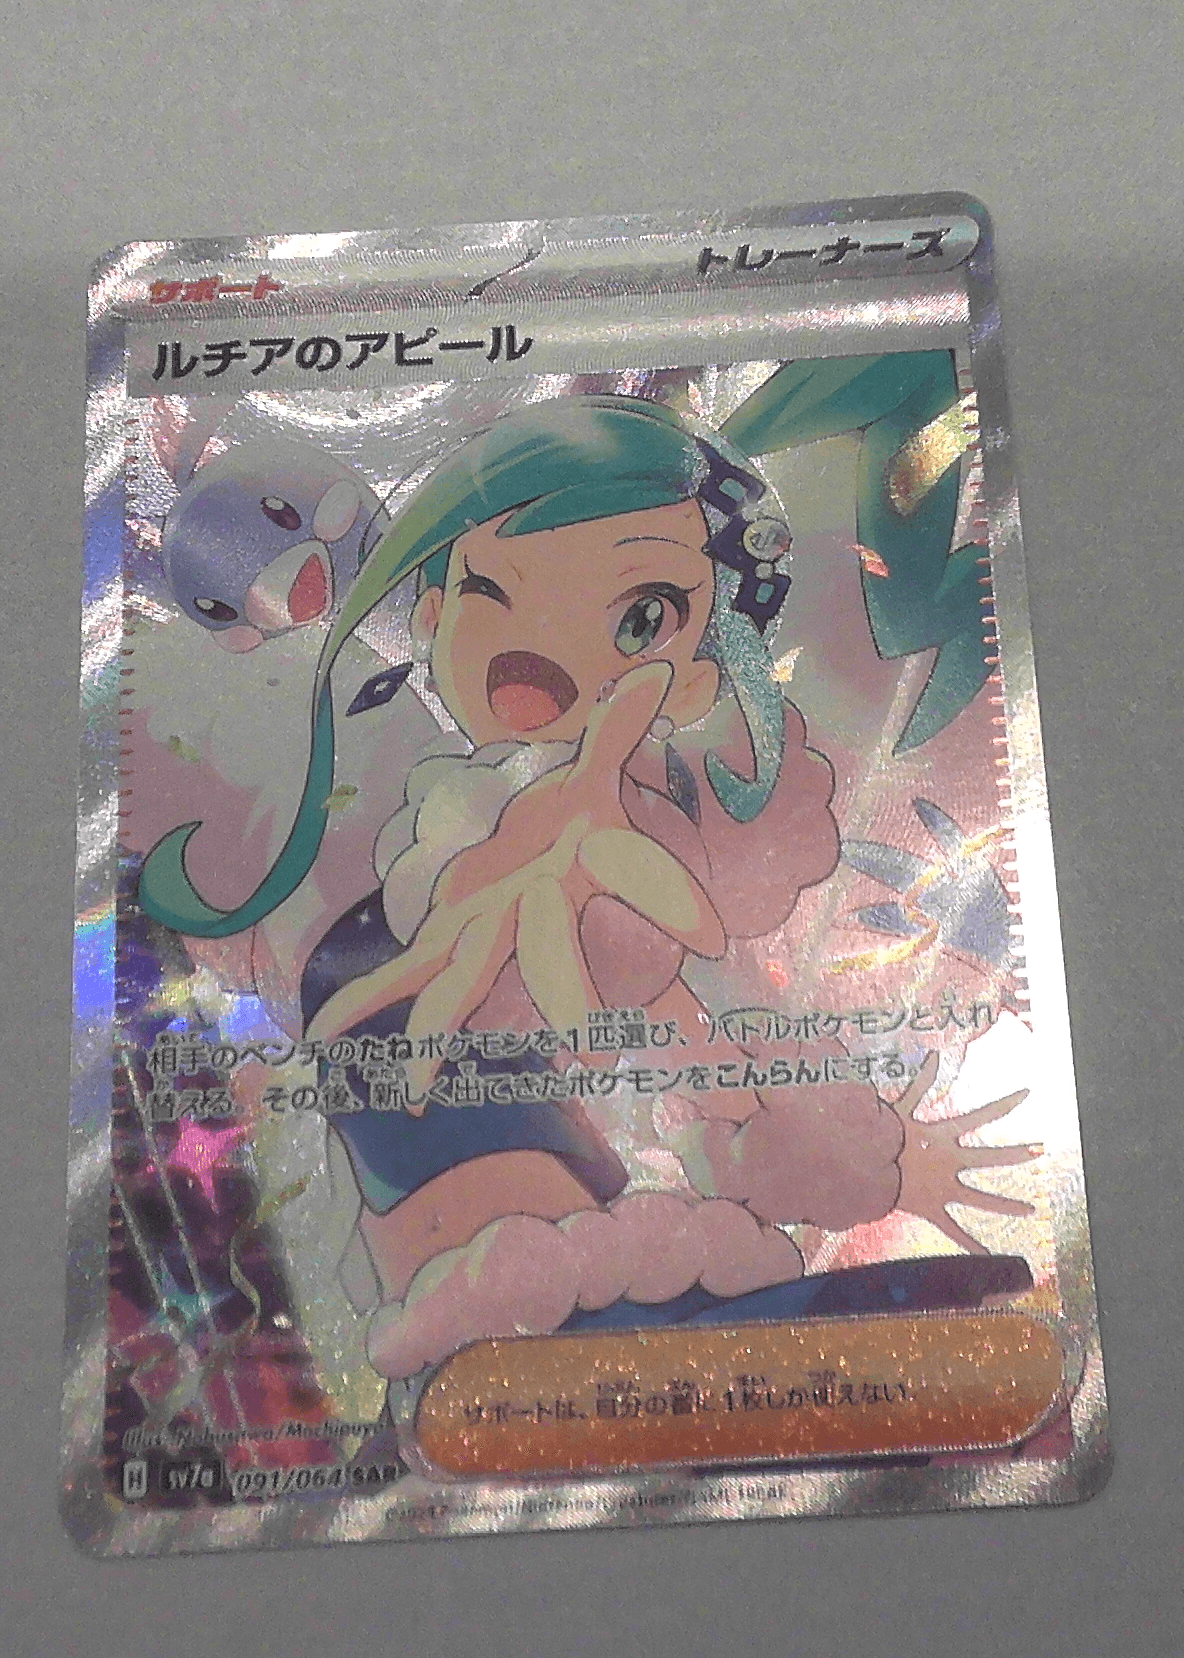 サポート
トレーナーズ
ルチアのアピール
相手のベンチのたねポケモンを1匹選び、バトルポケモンと入れ
替える。その後、新しく出てきたポケモンをこんらんにする。
サポートは、自分の番に1枚しか使えない。
Illus. Nobusawa/Mochipuyo
H sv7a 091/064 SAR